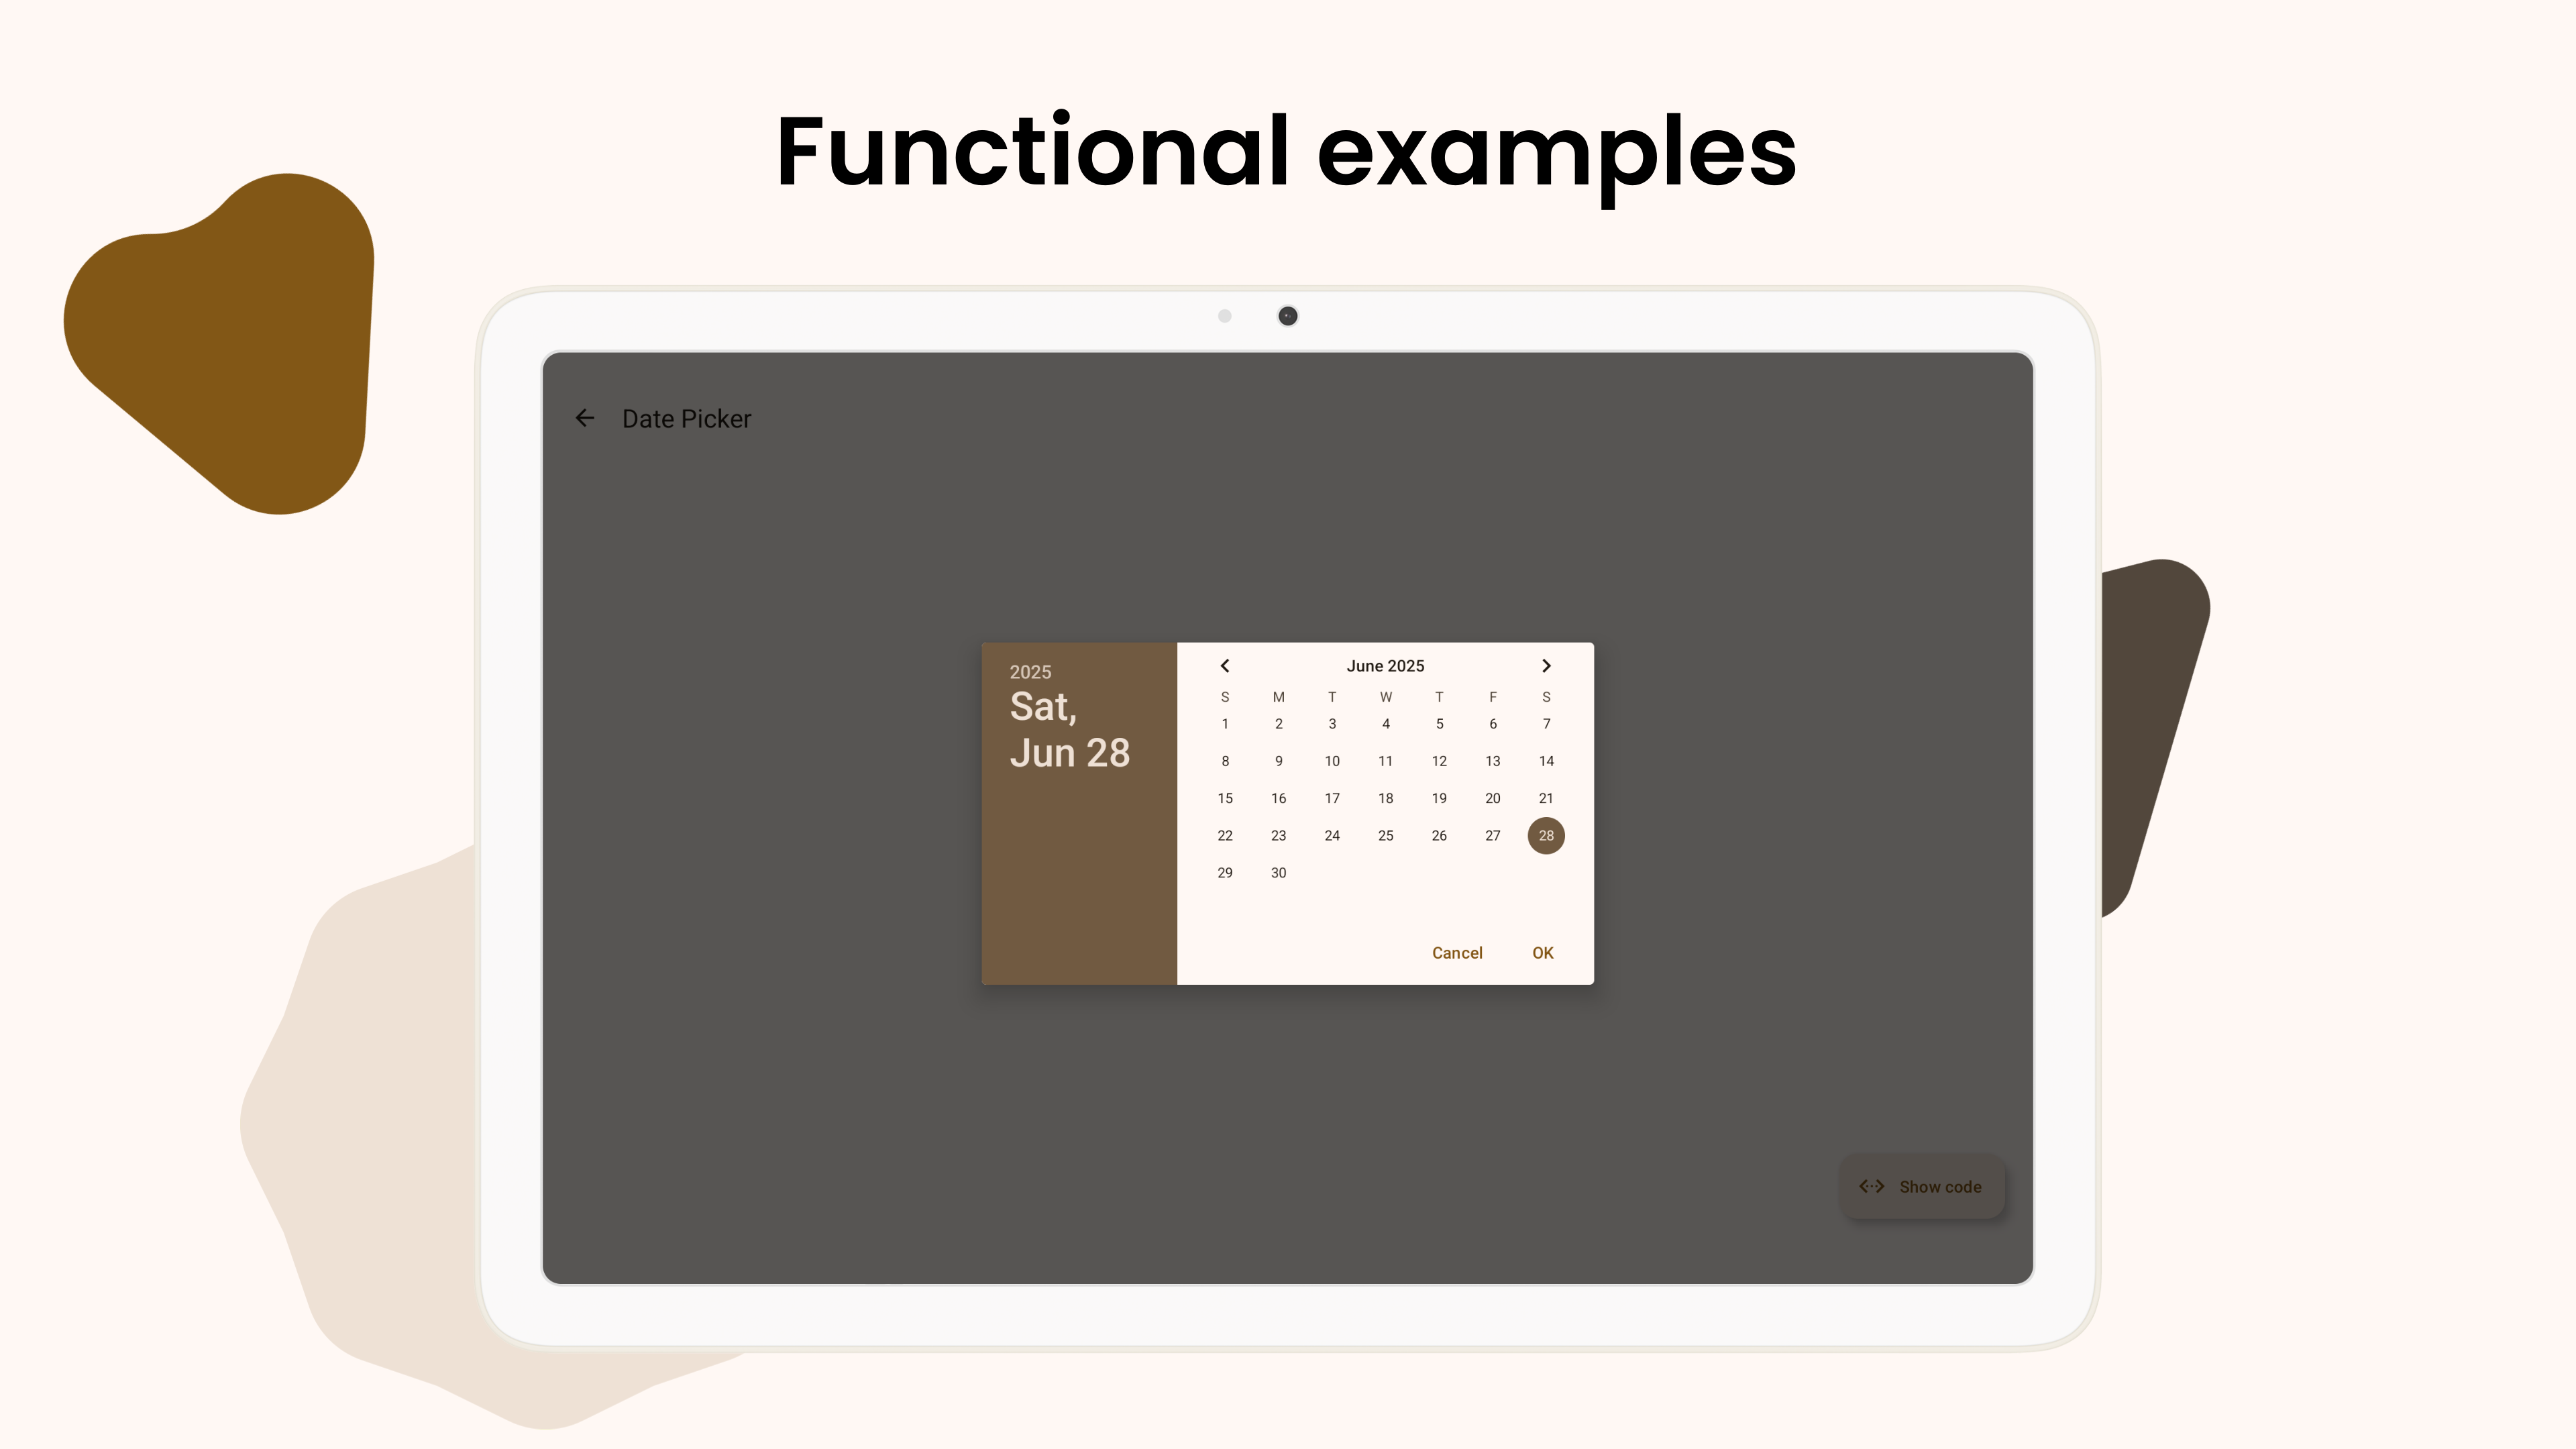 Functional examples
Date Picker
2025
Sat,
Jun 28
June 2025
S M T W T F S
1 2 3 4 5 6 7
8 9 10 11 12 13 14
15 16 17 18 19 20 21
22 23 24 25 26 27 28
29 30
Cancel OK
Show code